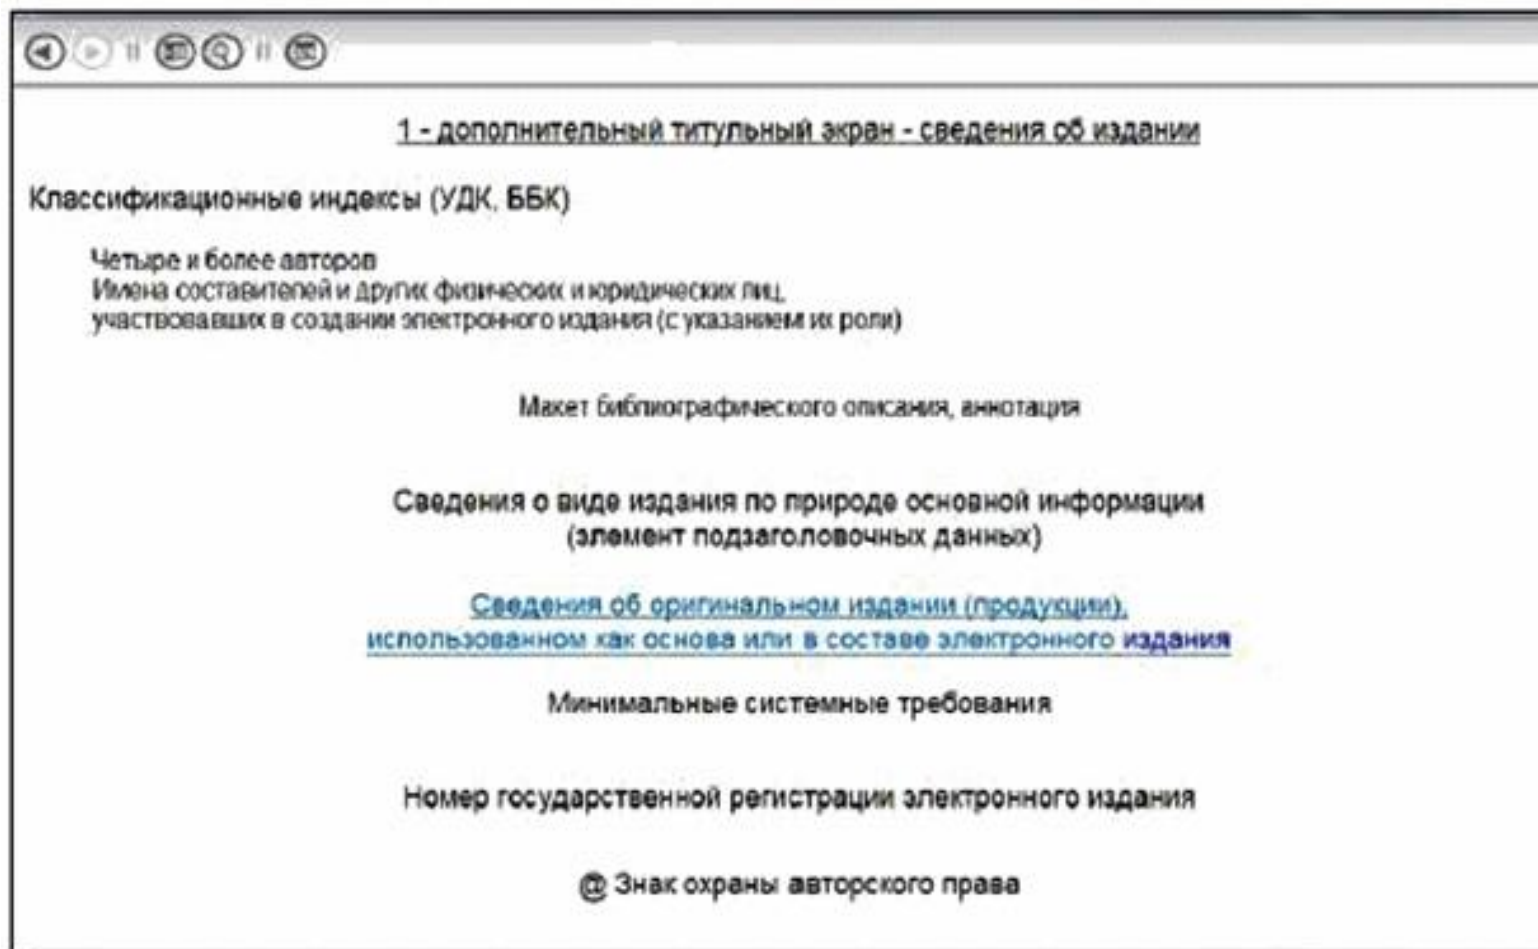 1 - дополнительный титульный экран - сведения об издании
Классификационные индексы (УДК, ББК)
Четыре и более авторов
Имена составителей и других физических и юридических лиц,
участвовавших в создании электронного издания (с указанием их роли)
Макет библиографического описания, аннотация
Сведения о виде издания по природе основной информации
(элемент подзаголовочных данных)
Сведения об оригинальном издании (продукции),
использованном как основа или в составе электронного издания
Минимальные системные требования
Номер государственной регистрации электронного издания
@ Знак охраны авторского права